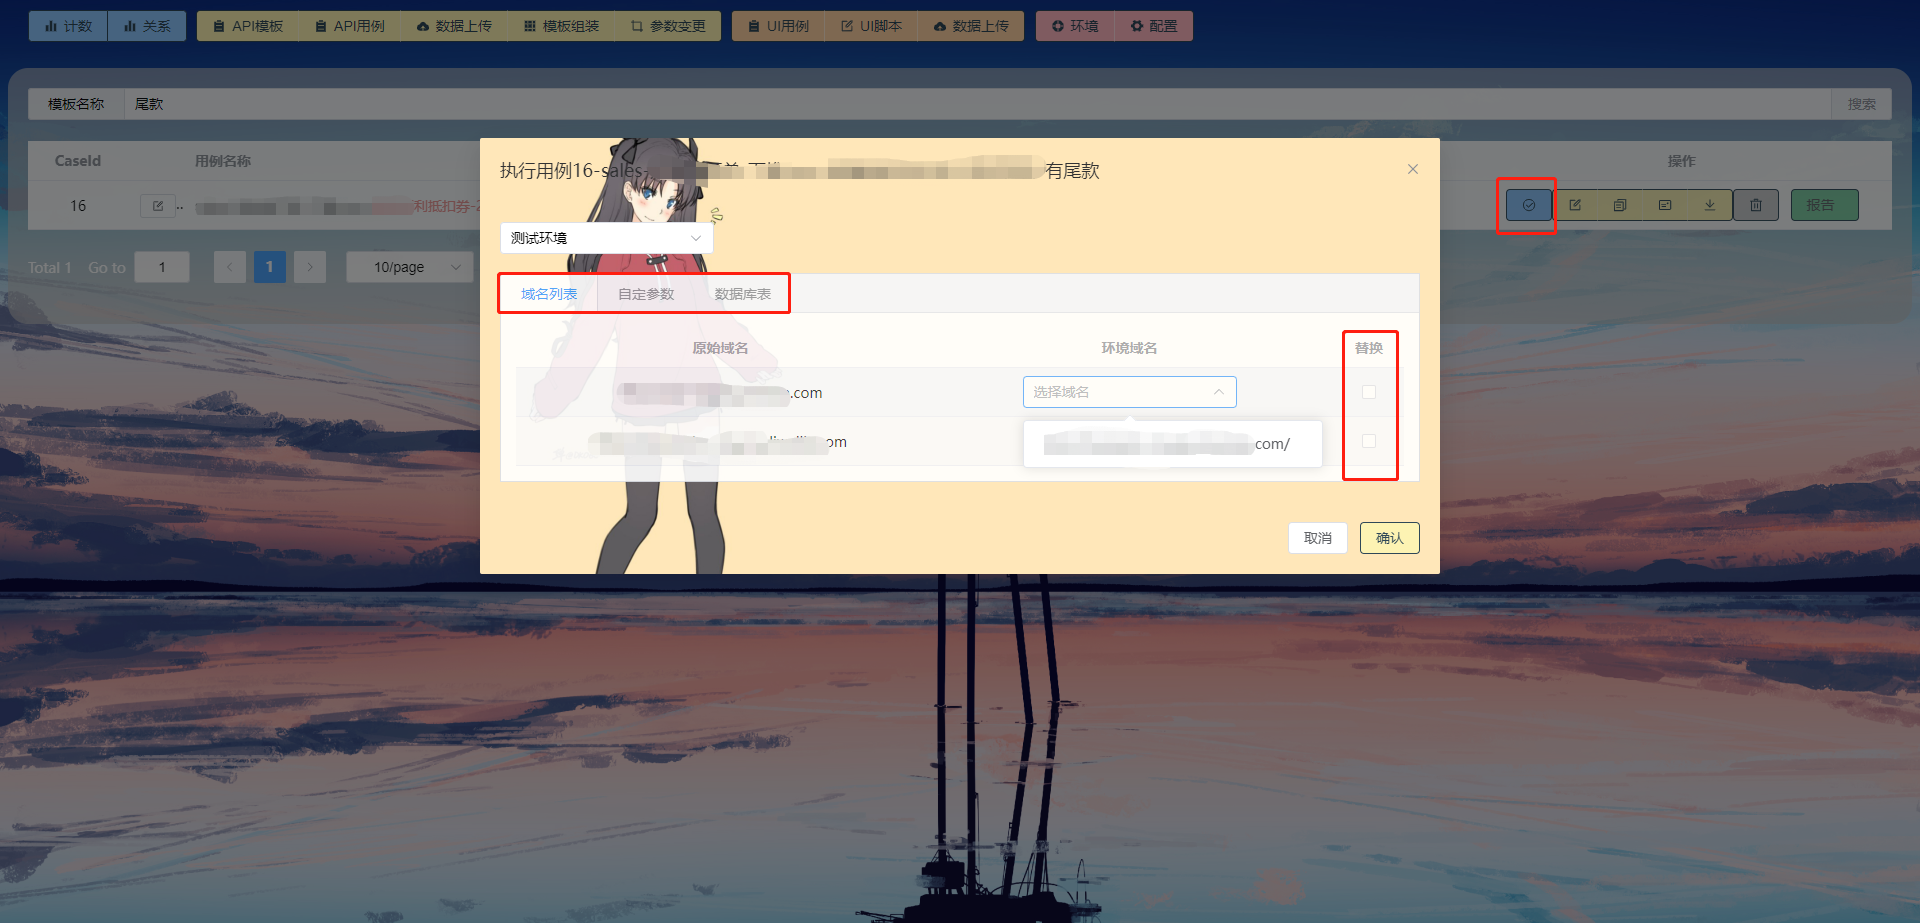 计数 关系 API模板 API用例 数据上传 模板组装 参数变更 UI用例 UI脚本 数据上传 环境 配置
模板名称 尾款 搜索
CaseId 用例名称 操作
16 .. 利抵扣券-2 报告
Total 1 Go to 1 1 10/page
执行用例16-sales- 有尾款
测试环境
域名列表 自定参数 数据库表
原始域名 环境域名 替换
.com 选择域名
om com/
取消 确认